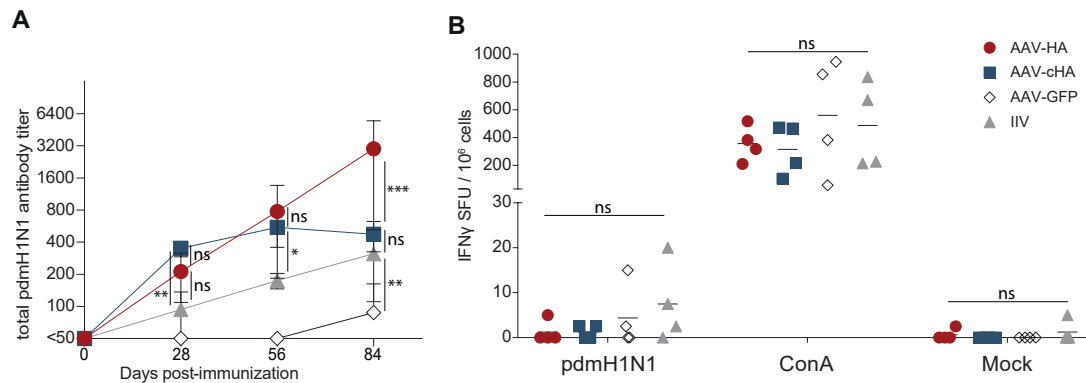 A
total pdmH1N1 antibody titer
6400
3200
1600
800
400
200
100
<50
0
28
56
84
Days post-immunization
**
ns
ns
ns
*
***
ns
**
B
IFNγ SFU / 10⁶ cells
1000
800
600
400
200
30
20
10
0
ns
ns
ns
pdmH1N1
ConA
Mock
AAV-HA
AAV-cHA
AAV-GFP
IIV